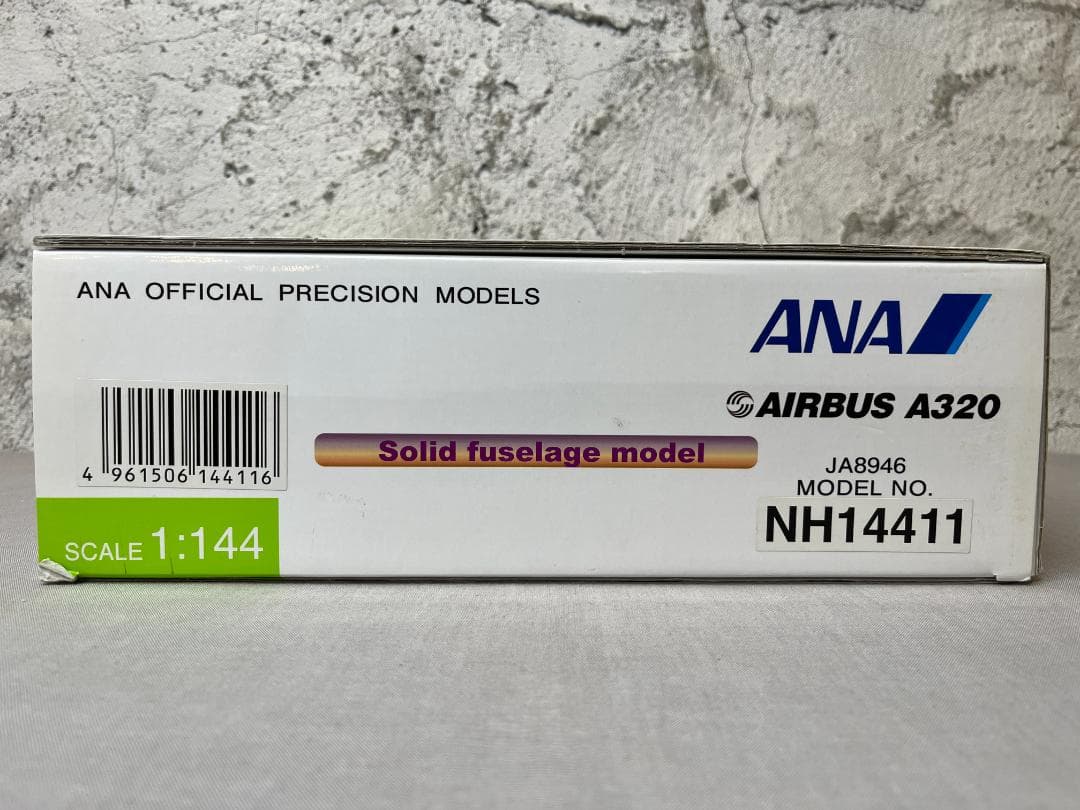 ANA OFFICIAL PRECISION MODELS
ANA
AIRBUS A320
Solid fuselage model
4 961506 144116
JA8946
MODEL NO.
NH14411
SCALE 1:144